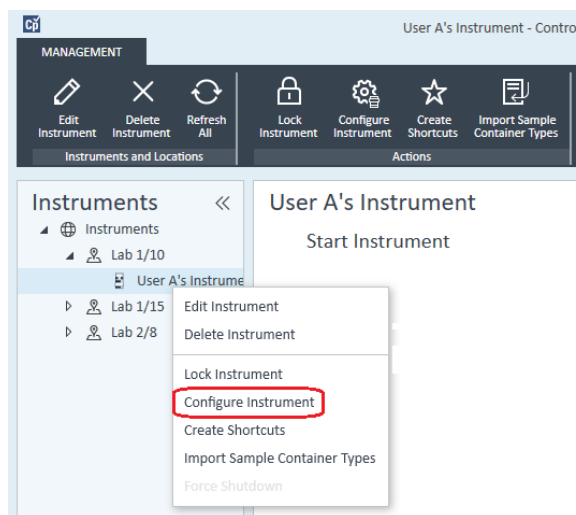 Cp
User A's Instrument - Contro
MANAGEMENT
Edit Instrument
Delete Instrument
Refresh All
Lock Instrument
Configure Instrument
Create Shortcuts
Import Sample Container Types
Instruments and Locations
Actions
Instruments
Instruments
Lab 1/10
User A's Instrume
Lab 1/15
Lab 2/8
User A's Instrument
Start Instrument
Edit Instrument
Delete Instrument
Lock Instrument
Configure Instrument
Create Shortcuts
Import Sample Container Types
Force Shutdown